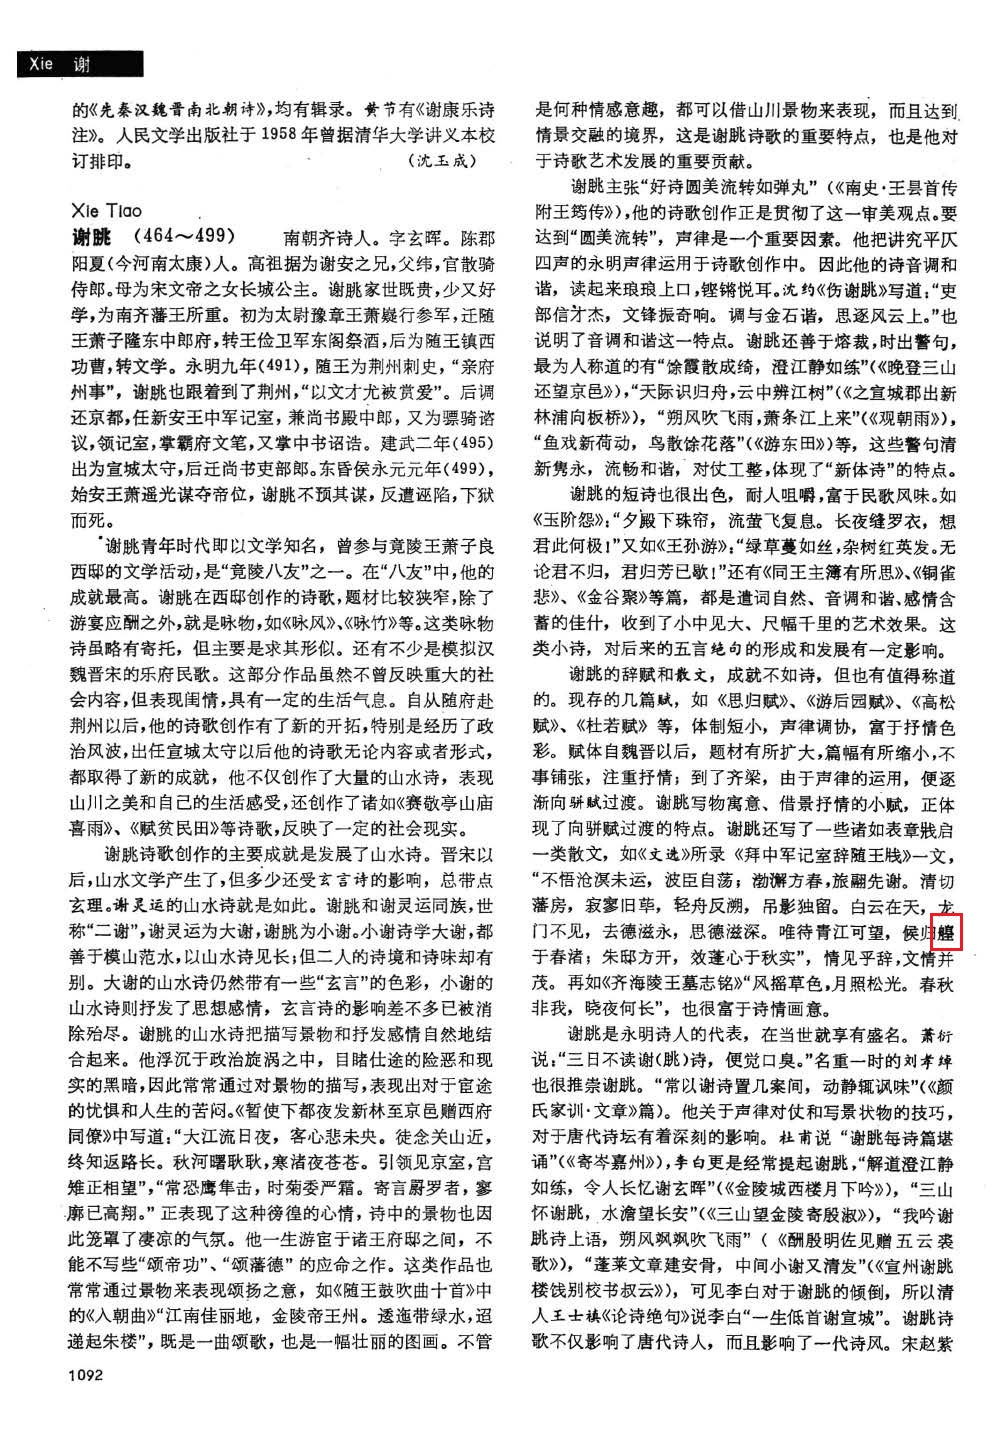 Xie 谢
的《先秦汉魏晋南北朝诗》,均有辑录。黄节有《谢康乐诗
注》。人民文学出版社于1958年曾据清华大学讲义本校
订排印。 (沈玉成)
Xie Tiao
谢朓 (464～499) 南朝齐诗人。字玄晖。陈郡
阳夏(今河南太康)人。高祖据为谢安之兄,父纬,官散骑
侍郎。母为宋文帝之女长城公主。谢朓家世既贵,少又好
学,为南齐藩王所重。初为太尉豫章王萧嶷行参军,迁随
王萧子隆东中郎府,转王俭卫军东阁祭酒,后为随王镇西
功曹,转文学。永明九年(491),随王为荆州刺史,“亲府
州事”,谢朓也跟着到了荆州,“以文才尤被赏爱”。后调
还京都,任新安王中军记室,兼尚书殿中郎,又为骠骑谘
议,领记室,掌霸府文笔,又掌中书诏诰。建武二年(495)
出为宣城太守,后迁尚书吏部郎。东昏侯永元元年(499),
始安王萧遥光谋夺帝位,谢朓不预其谋,反遭诬陷,下狱
而死。
谢朓青年时代即以文学知名,曾参与竟陵王萧子良
西邸的文学活动,是“竟陵八友”之一。在“八友”中,他的
成就最高。谢朓在西邸创作的诗歌,题材比较狭窄,除了
游宴应酬之外,就是咏物,如《咏风》、《咏竹》等。这类咏物
诗虽略有寄托,但主要是求其形似。还有不少是模拟汉
魏晋宋的乐府民歌。这部分作品虽然不曾反映重大的社
会内容,但表现闺情,具有一定的生活气息。自从随府赴
荆州以后,他的诗歌创作有了新的开拓,特别是经历了政
治风波,出任宣城太守以后他的诗歌无论内容或者形式,
都取得了新的成就,他不仅创作了大量的山水诗,表现
山川之美和自己的生活感受,还创作了诸如《赛敬亭山庙
喜雨》、《赋贫民田》等诗歌,反映了一定的社会现实。
谢朓诗歌创作的主要成就是发展了山水诗。晋宋以
后,山水文学产生了,但多少还受玄言诗的影响,总带点
玄理。谢灵运的山水诗就是如此。谢朓和谢灵运同族,世
称“二谢”,谢灵运为大谢,谢朓为小谢。小谢诗学大谢,都
善于模山范水,以山水诗见长;但二人的诗境和诗味却有
别。大谢的山水诗仍然带有一些“玄言”的色彩,小谢的
山水诗则抒发了思想感情,玄言诗的影响差不多已被消
除殆尽。谢朓的山水诗把描写景物和抒发感情自然地结
合起来。他浮沉于政治旋涡之中,目睹仕途的险恶和现
实的黑暗,因此常常通过对景物的描写,表现出对于宦途
的忧惧和人生的苦闷。《暂使下都夜发新林至京邑赠西府
同僚》中写道:“大江流日夜,客心悲未央。徒念关山近,
终知返路长。秋河曙耿耿,寒渚夜苍苍。引领见京室,宫
雉正相望”,“常恐鹰隼击,时菊委严霜。寄言罻罗者,寥
廓已高翔。”正表现了这种彷徨的心情,诗中的景物也因
此笼罩了凄凉的气氛。他一生游宦于诸王府邸之间,不
能不写些“颂帝功”、“颂藩德”的应命之作。这类作品也
常常通过景物来表现颂扬之意,如《随王鼓吹曲十首》中
的《入朝曲》“江南佳丽地,金陵帝王州。逶迤带绿水,迢
递起朱楼”,既是一曲颂歌,也是一幅壮丽的图画。不管
是何种情感意趣,都可以借山川景物来表现,而且达到
情景交融的境界,这是谢朓诗歌的重要特点,也是他对
于诗歌艺术发展的重要贡献。
谢朓主张“好诗圆美流转如弹丸”(《南史·王昙首传
附王筠传》),他的诗歌创作正是贯彻了这一审美观点。要
达到“圆美流转”,声律是一个重要因素。他把讲究平仄
四声的永明声律运用于诗歌创作中。因此他的诗音调和
谐,读起来琅琅上口,铿锵悦耳。沈约《伤谢朓》写道:“吏
部信才杰,文锋振奇响。调与金石谐,思逐风云上。”也
说明了音调和谐这一特点。谢朓还善于熔裁,时出警句,
最为人称道的有“馀霞散成绮,澄江静如练”(《晚登三山
还望京邑》),“天际识归舟,云中辨江树”(《之宣城郡出新
林浦向板桥》),“朔风吹飞雨,萧条江上来”(《观朝雨》),
“鱼戏新荷动,鸟散馀花落”(《游东田》)等,这些警句清
新隽永,流畅和谐,对仗工整,体现了“新体诗”的特点。
谢朓的短诗也很出色,耐人咀嚼,富于民歌风味。如
《玉阶怨》:“夕殿下珠帘,流萤飞复息。长夜缝罗衣,想
君此何极!”又如《王孙游》:“绿草蔓如丝,杂树红英发。无
论君不归,君归芳已歇!”还有《同王主簿有所思》、《铜雀
悲》、《金谷聚》等篇,都是遣词自然、音调和谐、感情含
蓄的佳什,收到了小中见大、尺幅千里的艺术效果。这
类小诗,对后来的五言绝句的形成和发展有一定影响。
谢朓的辞赋和散文,成就不如诗,但也有值得称道
的。现存的几篇赋,如《思归赋》、《游后园赋》、《高松
赋》、《杜若赋》等,体制短小,声律调协,富于抒情色
彩。赋体自魏晋以后,题材有所扩大,篇幅有所缩小,不
事铺张,注重抒情;到了齐梁,由于声律的运用,便逐
渐向骈赋过渡。谢朓写物寓意、借景抒情的小赋,正体
现了向骈赋过渡的特点。谢朓还写了一些诸如表章牋启
一类散文,如《文选》所录《拜中军记室辞随王牋》一文,
“不悟沧溟未运,波臣自荡;渤澥方春,旅翮先谢。清切
藩房,寂寥旧荜,轻舟反溯,吊影独留。白云在天,龙
门不见,去德滋永,思德滋深。唯待青江可望,候归艎
于春渚;朱邸方开,效蓬心于秋实”,情见乎辞,文情并
茂。再如《齐海陵王墓志铭》“风摇草色,月照松光。春秋
非我,晓夜何长”,也很富于诗情画意。
谢朓是永明诗人的代表,在当世就享有盛名。萧衍
说:“三日不读谢(朓)诗,便觉口臭。”名重一时的刘孝绰
也很推崇谢朓。“常以谢诗置几案间,动静辄讽味”(《颜
氏家训·文章》篇)。他关于声律对仗和写景状物的技巧,
对于唐代诗坛有着深刻的影响。杜甫说“谢朓每诗篇堪
诵”(《寄岑嘉州》),李白更是经常提起谢朓,“解道澄江静
如练,令人长忆谢玄晖”(《金陵城西楼月下吟》),“三山
怀谢朓,水澹望长安”(《三山望金陵寄殷淑》),“我吟谢
朓诗上语,朔风飒飒吹飞雨”(《酬殷明佐见赠五云裘
歌》),“蓬莱文章建安骨,中间小谢又清发”(《宣州谢朓
楼饯别校书叔云》),可见李白对于谢朓的倾倒,所以清
人王士禛《论诗绝句》说李白“一生低首谢宣城”。谢朓诗
歌不仅影响了唐代诗人,而且影响了一代诗风。宋赵紫
1092